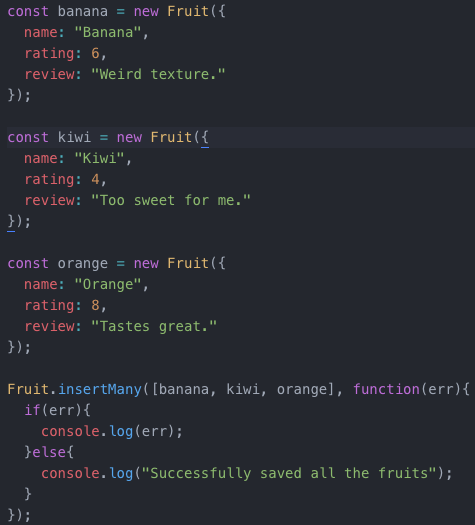 const banana = new Fruit({
  name: "Banana",
  rating: 6,
  review: "Weird texture."
});

const kiwi = new Fruit({
  name: "Kiwi",
  rating: 4,
  review: "Too sweet for me."
});

const orange = new Fruit({
  name: "Orange",
  rating: 8,
  review: "Tastes great."
});

Fruit.insertMany([banana, kiwi, orange], function(err){
  if(err){
    console.log(err);
  }else{
    console.log("Successfully saved all the fruits");
  }
});